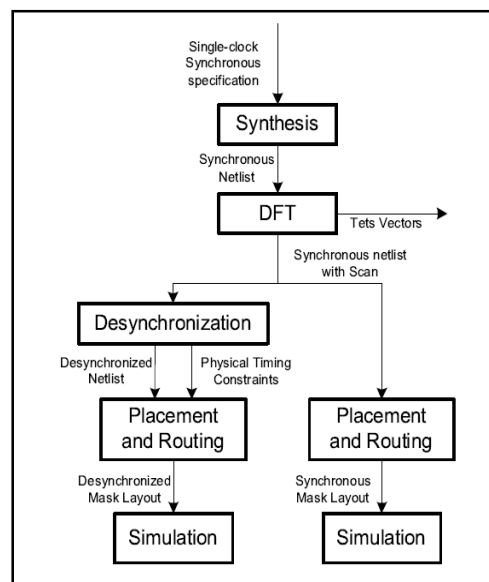 Single-clock
Synchronous
specification
Synthesis
Synchronous
Netlist
DFT
Tets Vectors
Synchronous netlist
with Scan
Desynchronization
Desynchronized
Netlist
Physical Timing
Constraints
Placement
and Routing
Placement
and Routing
Desynchronized
Mask Layout
Synchronous
Mask Layout
Simulation
Simulation